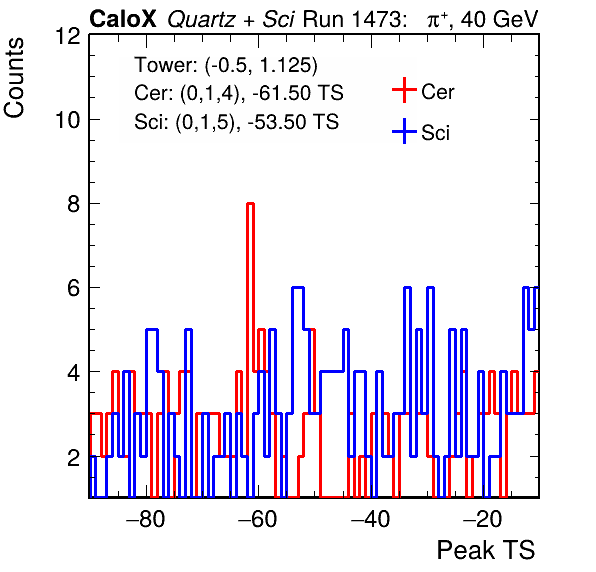 CaloX Quartz + Sci Run 1473: π⁺, 40 GeV
Counts
12
10
8
6
4
2
Tower: (-0.5, 1.125)
Cer: (0,1,4), -61.50 TS
Sci: (0,1,5), -53.50 TS
Cer
Sci
−80 −60 −40 −20
Peak TS